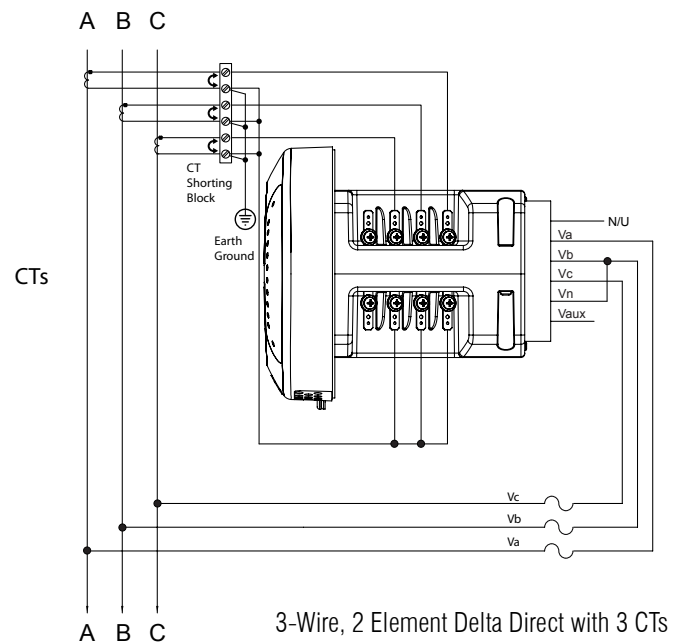 A B C
CT
Shorting
Block
Earth
Ground
CTs
N/U
Va
Vb
Vc
Vn
Vaux
Vc
Vb
Va
A B C
3-Wire, 2 Element Delta Direct with 3 CTs